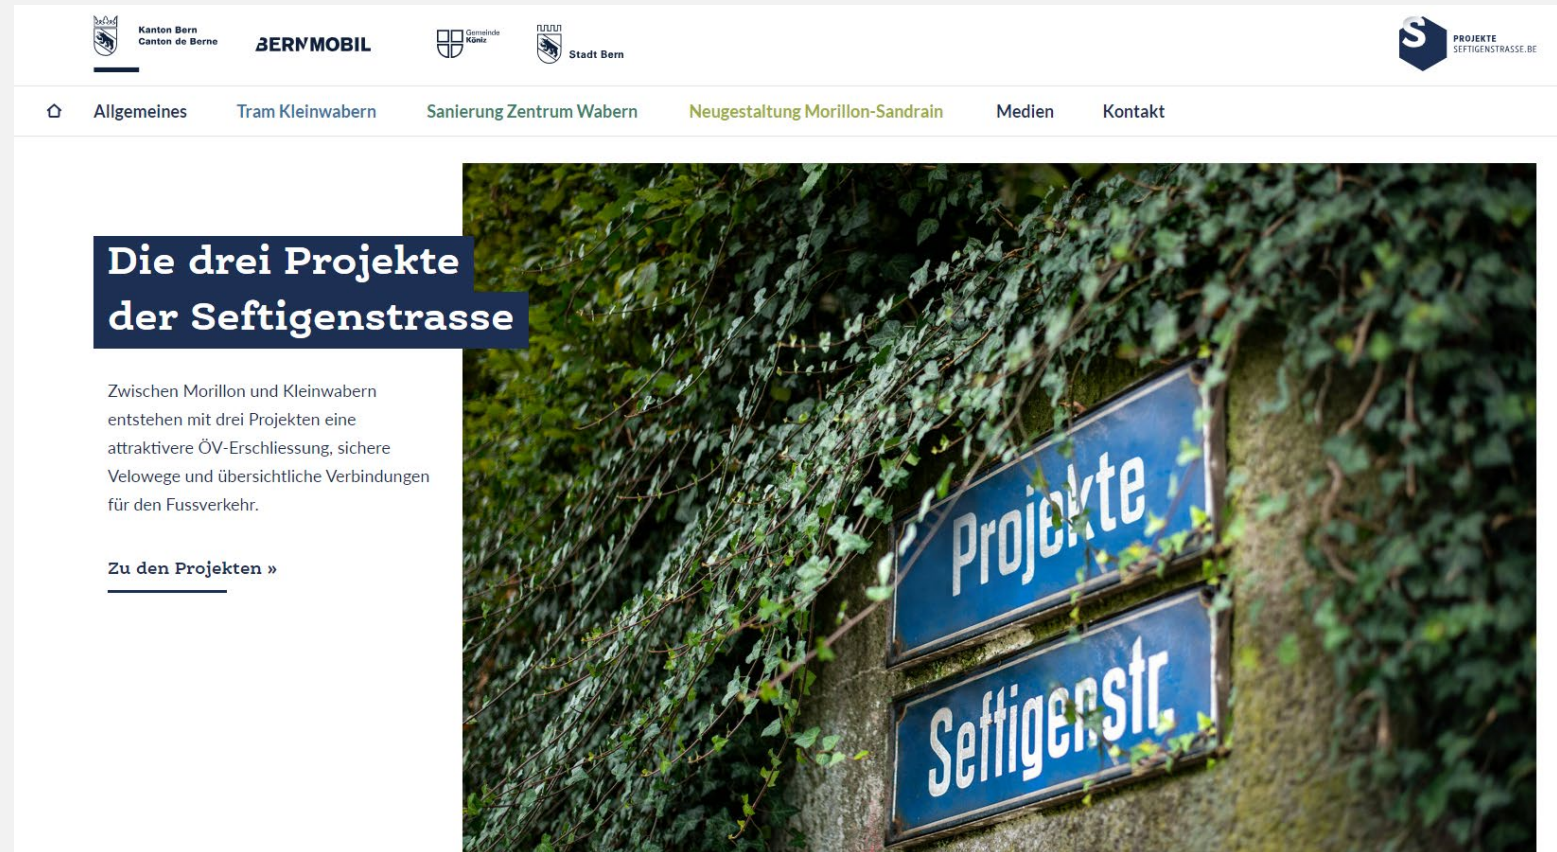 Kanton Bern
Canton de Berne
BERNMOBIL
Gemeinde
Köniz
Stadt Bern
S
PROJEKTE
SEFTIGENSTRASSE.BE
Allgemeines
Tram Kleinwabern
Sanierung Zentrum Wabern
Neugestaltung Morillon-Sandrain
Medien
Kontakt
Die drei Projekte
der Seftigenstrasse
Zwischen Morillon und Kleinwabern
entstehen mit drei Projekten eine
attraktivere ÖV-Erschliessung, sichere
Velowege und übersichtliche Verbindungen
für den Fussverkehr.
Zu den Projekten »
Projekte
Seftigenstr.